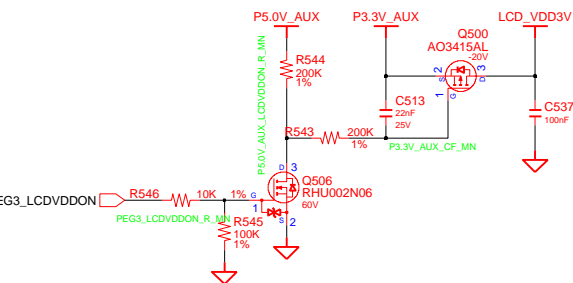 P5.0V_AUX
P3.3V_AUX
LCD_VDD3V
Q500
AO3415AL
-20V
R544
200K
1%
P5.0V_AUX_LCDVDDON_R_MN
2
S
3
D
1
G
C513
22nF
25V
C537
100nF
R543
200K
1%
P3.3V_AUX_CF_MN
D
3
Q506
RHU002N06
60V
EG3_LCDVDDON
R546
10K
1%
G
1
S
2
PEG3_LCDVDDON_R_MN
R545
100K
1%